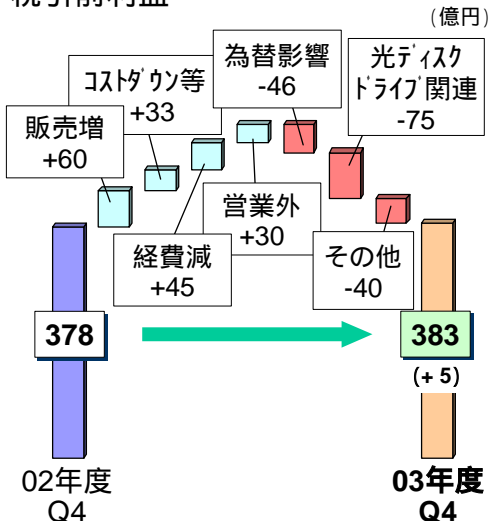 税引前利益
(億円)
為替影響
-46
光ﾃﾞｨｽｸ
ﾄﾞﾗｲﾌﾞ関連
-75
ｺｽﾄﾀﾞｳﾝ等
+33
販売増
+60
営業外
+30
経費減
+45
その他
-40
378
383
(+ 5)
02年度
Q4
03年度
Q4